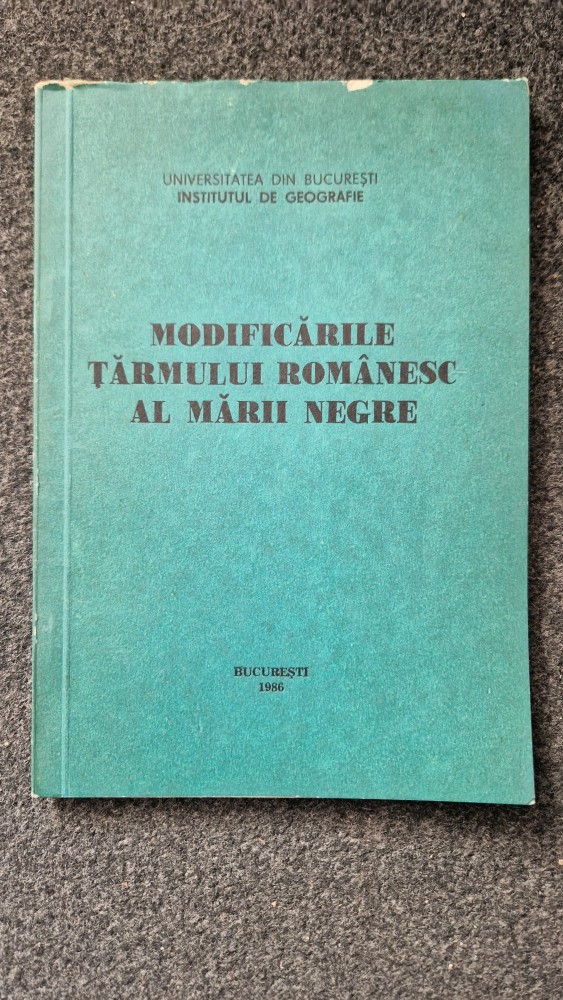 UNIVERSITATEA DIN BUCUREȘTI
INSTITUTUL DE GEOGRAFIE
MODIFICĂRILE
ȚĂRMULUI ROMÂNESC
AL MĂRII NEGRE
BUCUREȘTI
1986